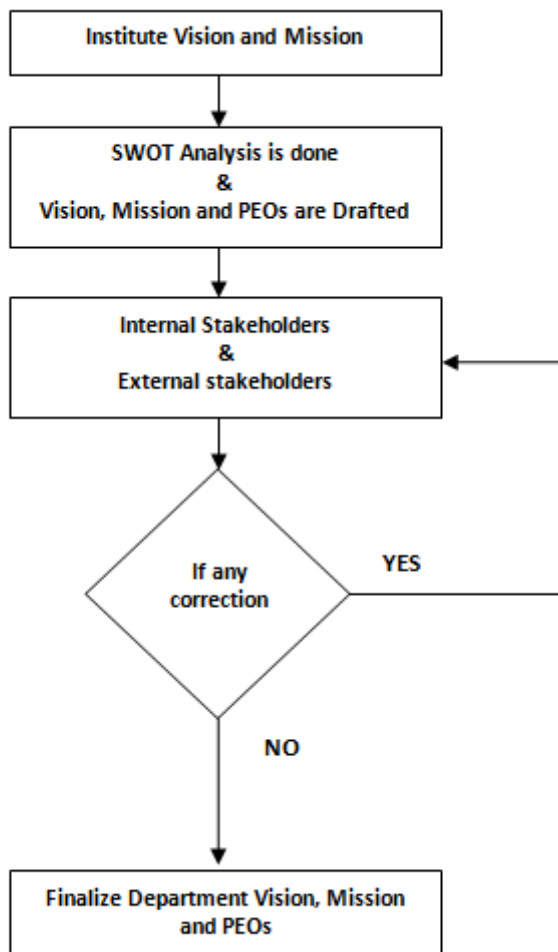 Institute Vision and Mission
SWOT Analysis is done
&
Vision, Mission and PEOs are Drafted
Internal Stakeholders
&
External stakeholders
If any
correction
YES
NO
Finalize Department Vision, Mission
and PEOs